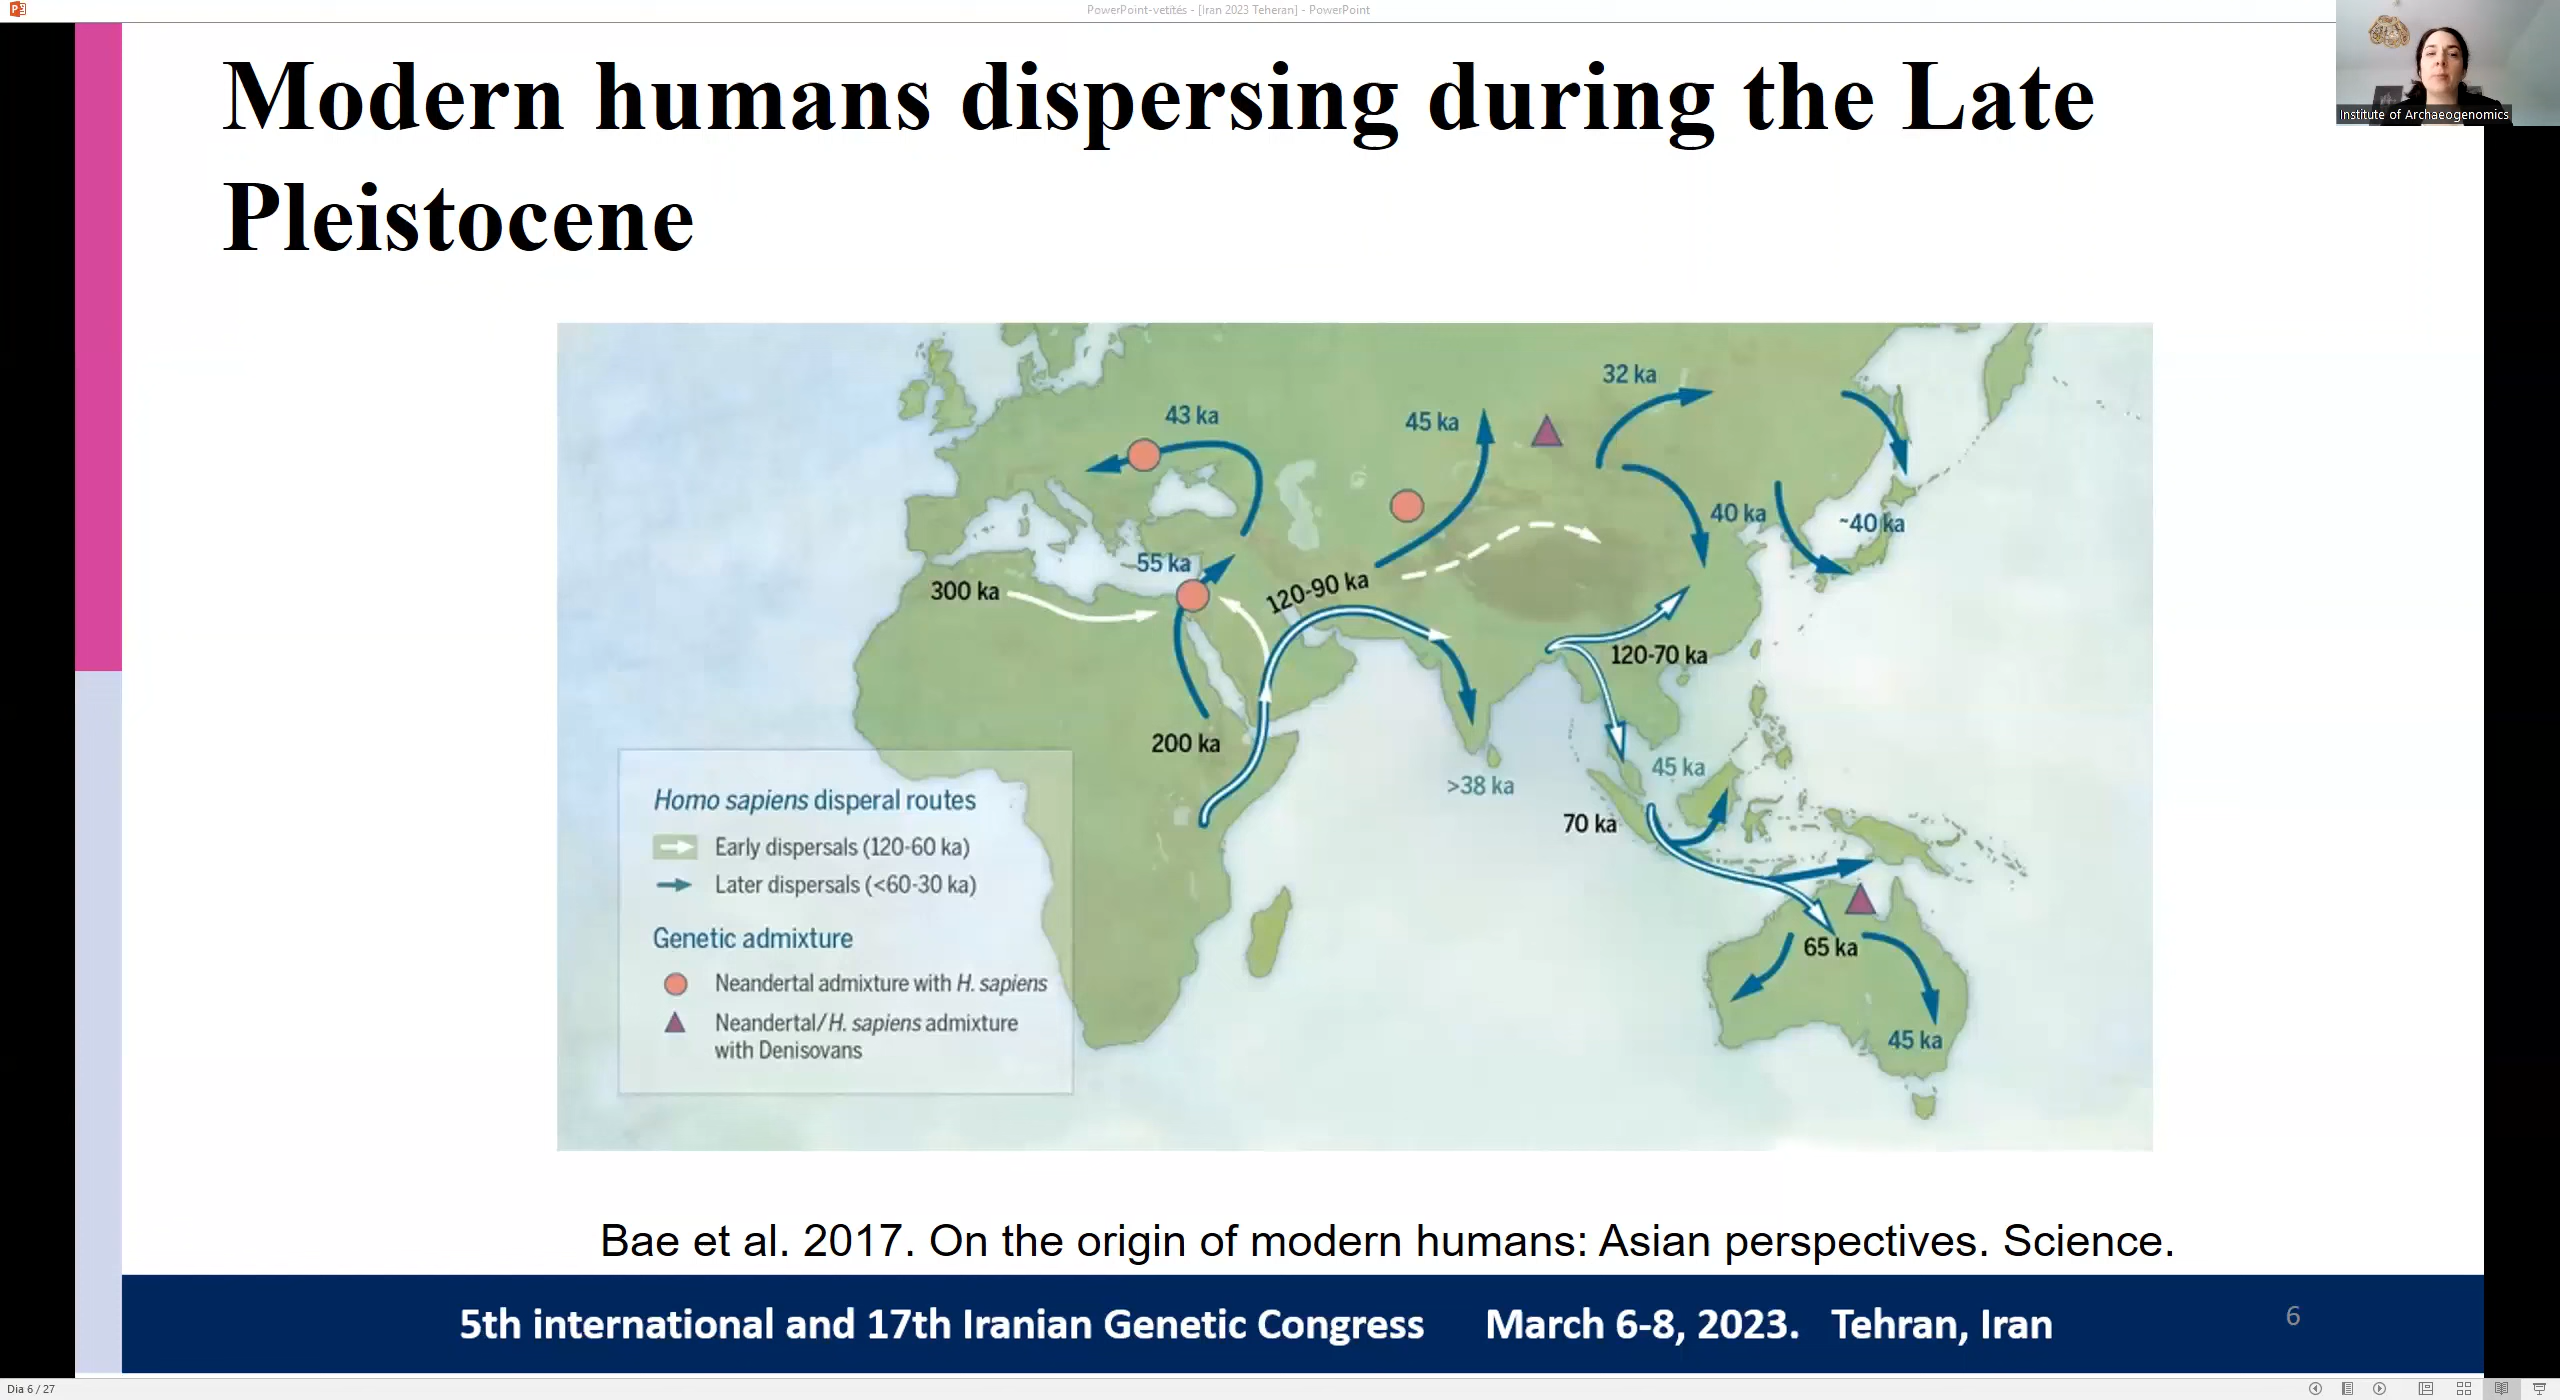 PowerPoint-vetítés - [Iran 2023 Teheran] - PowerPoint
Institute of Archaeogenomics
Modern humans dispersing during the Late
Pleistocene
32 ka
43 ka
45 ka
40 ka
~40 ka
55 ka
300 ka
120-90 ka
120-70 ka
200 ka
45 ka
>38 ka
70 ka
65 ka
45 ka
Homo sapiens disperal routes
Early dispersals (120-60 ka)
Later dispersals (<60-30 ka)
Genetic admixture
Neandertal admixture with H. sapiens
Neandertal/H. sapiens admixture
with Denisovans
Bae et al. 2017. On the origin of modern humans: Asian perspectives. Science.
5th international and 17th Iranian Genetic Congress March 6-8, 2023. Tehran, Iran
6
Dia 6 / 27